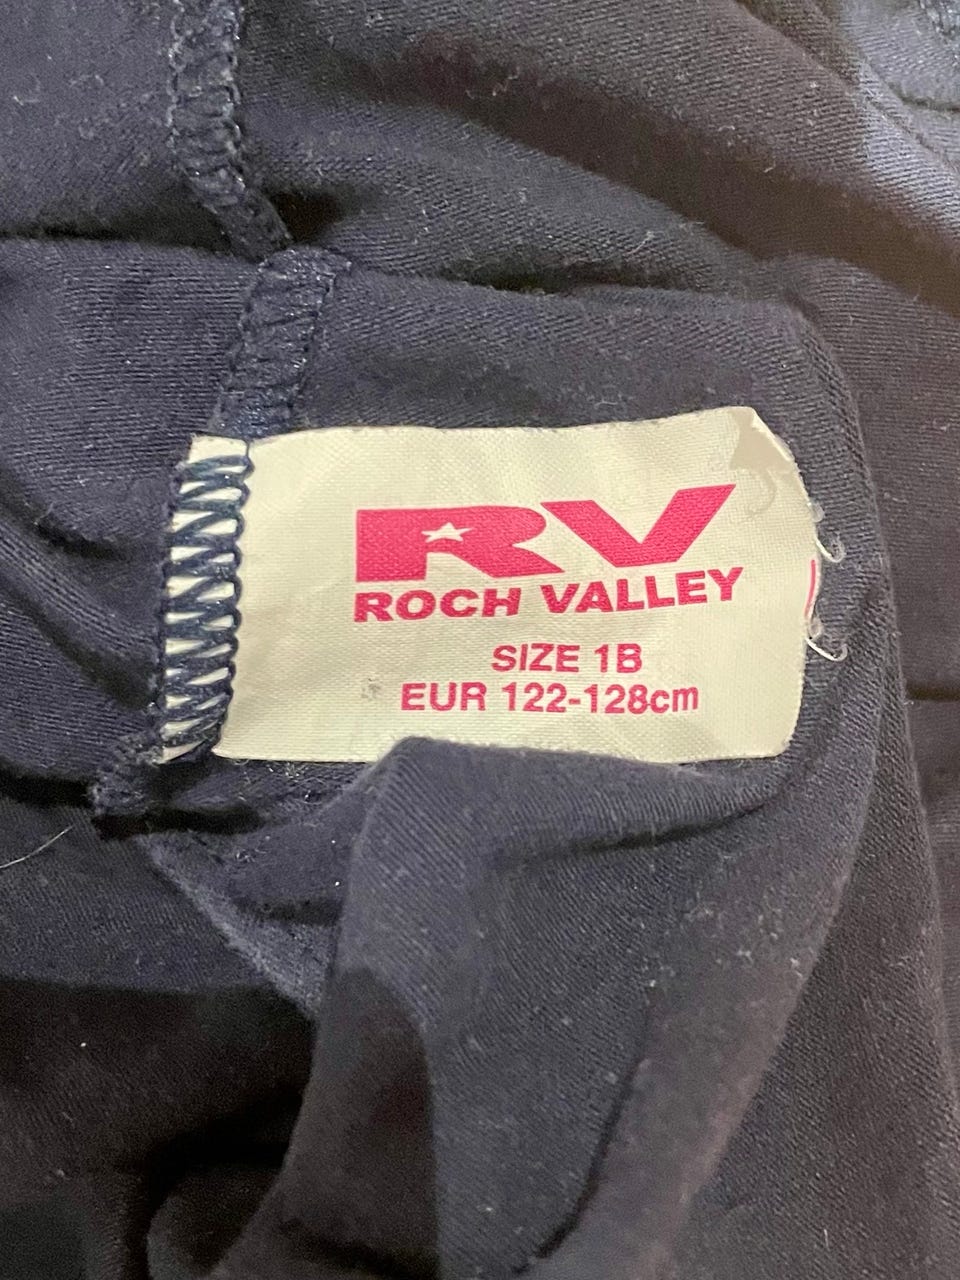 RV
ROCH VALLEY
SIZE 1B
EUR 122-128cm